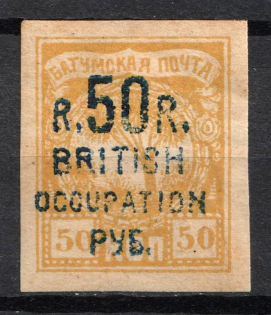 БАТУМСКАЯ ПОЧТА
R.50R.
BRITISH
OCCUPATION
РУБ.
50 50